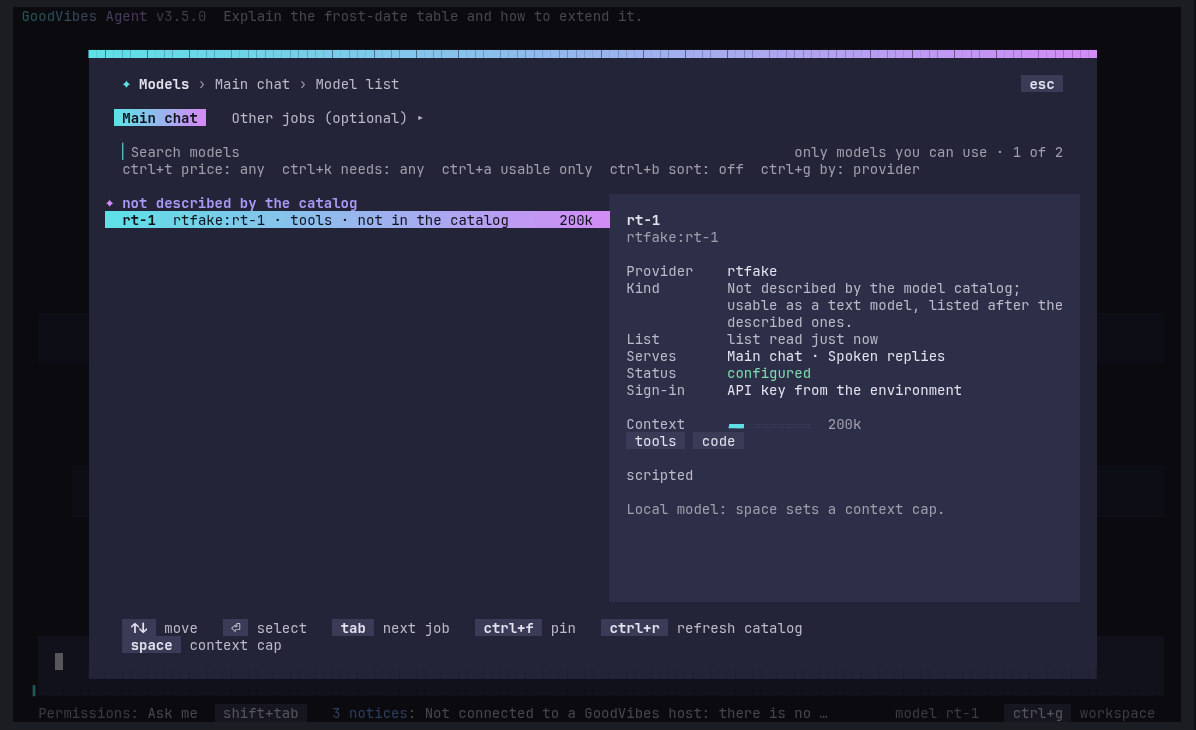 GoodVibes Agent v3.5.0  Explain the frost-date table and how to extend it.
✦ Models › Main chat › Model list  esc
Main chat  Other jobs (optional) ▸
Search models  only models you can use · 1 of 2
ctrl+t price: any  ctrl+k needs: any  ctrl+a usable only  ctrl+b sort: off  ctrl+g by: provider
✦ not described by the catalog
rt-1  rtfake:rt-1 · tools · not in the catalog  200k
rt-1
rtfake:rt-1
Provider  rtfake
Kind  Not described by the model catalog;
usable as a text model, listed after the
described ones.
List  list read just now
Serves  Main chat · Spoken replies
Status  configured
Sign-in  API key from the environment
Context  200k
tools  code
scripted
Local model: space sets a context cap.
↑↓ move  ⏎ select  tab next job  ctrl+f pin  ctrl+r refresh catalog
space context cap
Permissions: Ask me  shift+tab  3 notices: Not connected to a GoodVibes host: there is no …  model rt-1  ctrl+g workspace